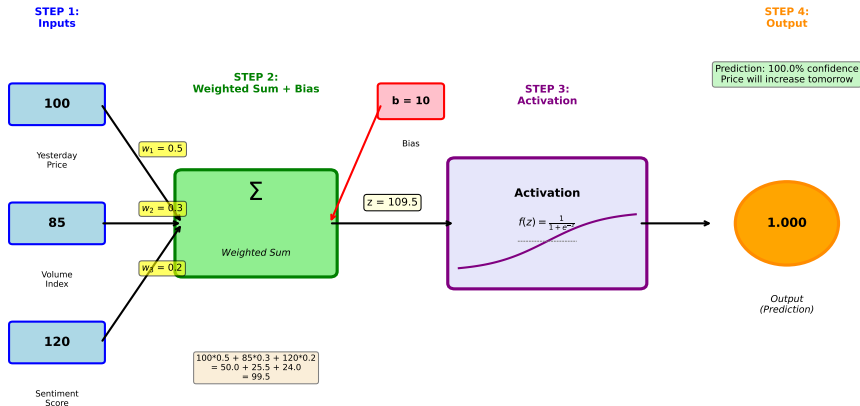 STEP 1:
Inputs
100
Yesterday
Price
85
Volume
Index
120
Sentiment
Score
w₁ = 0.5
w₂ = 0.3
w₃ = 0.2
STEP 2:
Weighted Sum + Bias
Σ
Weighted Sum
100*0.5 + 85*0.3 + 120*0.2
= 50.0 + 25.5 + 24.0
= 99.5
b = 10
Bias
z = 109.5
STEP 3:
Activation
Activation
f(z) = 1/(1 + e⁻ᶻ)
STEP 4:
Output
Prediction: 100.0% confidence
Price will increase tomorrow
1.000
Output
(Prediction)